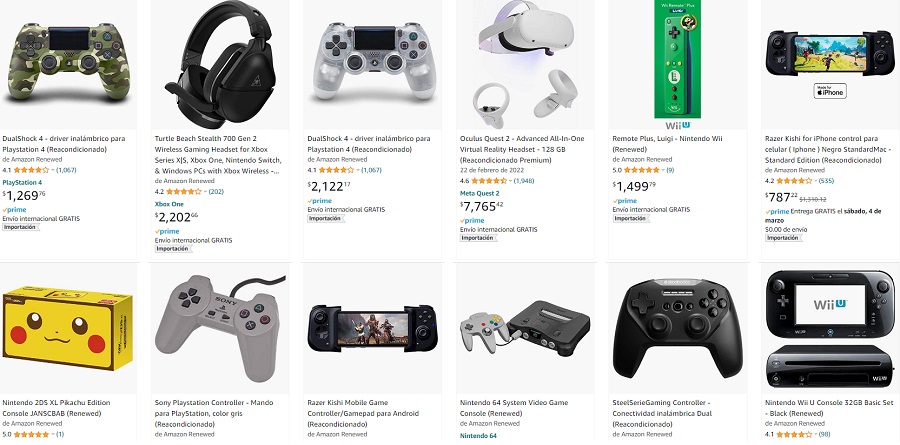 DualShock 4 - driver inalámbrico para
Playstation 4 (Reacondicionado)
de Amazon Renewed
4.1 (1,067)
PlayStation 4
$1,269
prime
Envío internacional GRATIS
Importación
Turtle Beach Stealth 700 Gen 2
Wireless Gaming Headset for Xbox
Series X|S, Xbox One, Nintendo Switch,
& Windows PCs with Xbox Wireless -...
de Amazon Renewed
4.2 (202)
Xbox One
$2,202 66
prime
Envío internacional GRATIS
Importación
DualShock 4 - driver inalámbrico para
Playstation 4 (Reacondicionado)
de Amazon Renewed
4.1 (1,067)
$2,122 17
prime
Envío internacional GRATIS
Importación
Oculus Quest 2 - Advanced All-In-One
Virtual Reality Headset - 128 GB
(Reacondicionado Premium)
22 de febrero de 2022
4.6 (1,948)
Meta Quest 2
$7,765 42
prime
Envío internacional GRATIS
Importación
Wii Remote Plus
LUIGI
L
WiiU
Remote Plus, Luigi - Nintendo Wii
(Renewed)
5.0 (9)
$1,499 79
prime
Envío internacional GRATIS
Importación
Made for
iPhone
Razer Kishi for iPhone control para
celular ( iphone ) Negro StandardMac -
Standard Edition (Reacondicionado)
de Amazon Renewed
4.2 (535)
$787 22 $1,310.12
prime Entrega GRATIS el sábado, 4 de
marzo
$0.00 de envío
Importación
Nintendo 2DS XL Pikachu Edition
Console JAN5CBAB (Renewed)
de Amazon Renewed
5.0 (1)
SONY
Sony Playstation Controller - Mando
para PlayStation, color gris
(Reacondicionado)
de Amazon Renewed
Razer Kishi Mobile Game
Controller/Gamepad para Android
(Reacondicionado)
de Amazon Renewed
Nintendo 64 System Video Game
Console (Renewed)
de Amazon Renewed
Nintendo 64
SteelSerieGaming Controller -
Conectividad inalámbrica Dual
(Reacondicionado)
de Amazon Renewed
WiiU
WiiU
Nintendo Wii U Console 32GB Basic Set
- Black (Renewed)
de Amazon Renewed
4.1 (98)